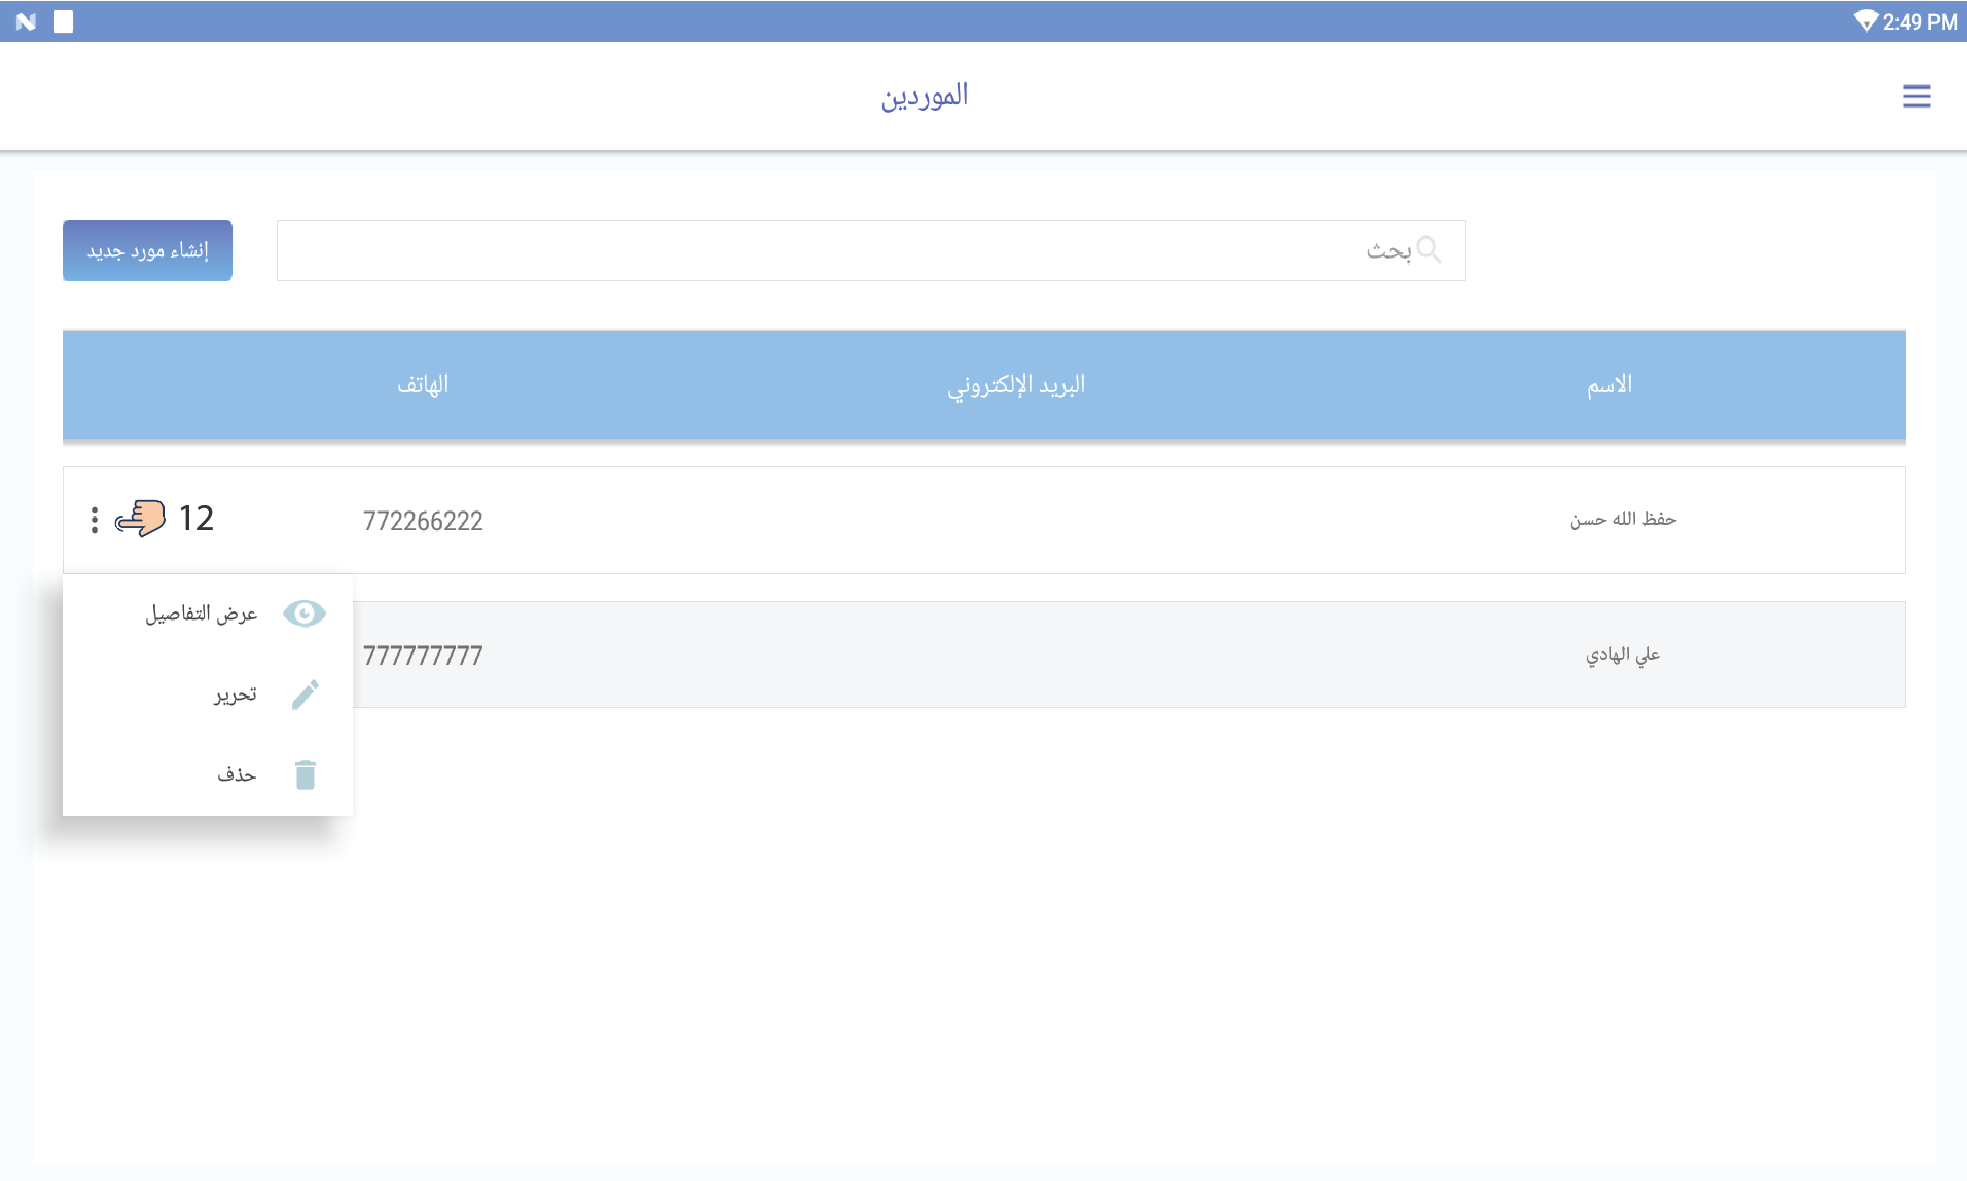 2:49 PM
الموردين
بحث
إنشاء مورد جديد
الاسم
البريد الإلكتروني
الهاتف
حفظ الله حسن
772266222
12
علي الهادي
777777777
عرض التفاصيل
تحرير
حذف